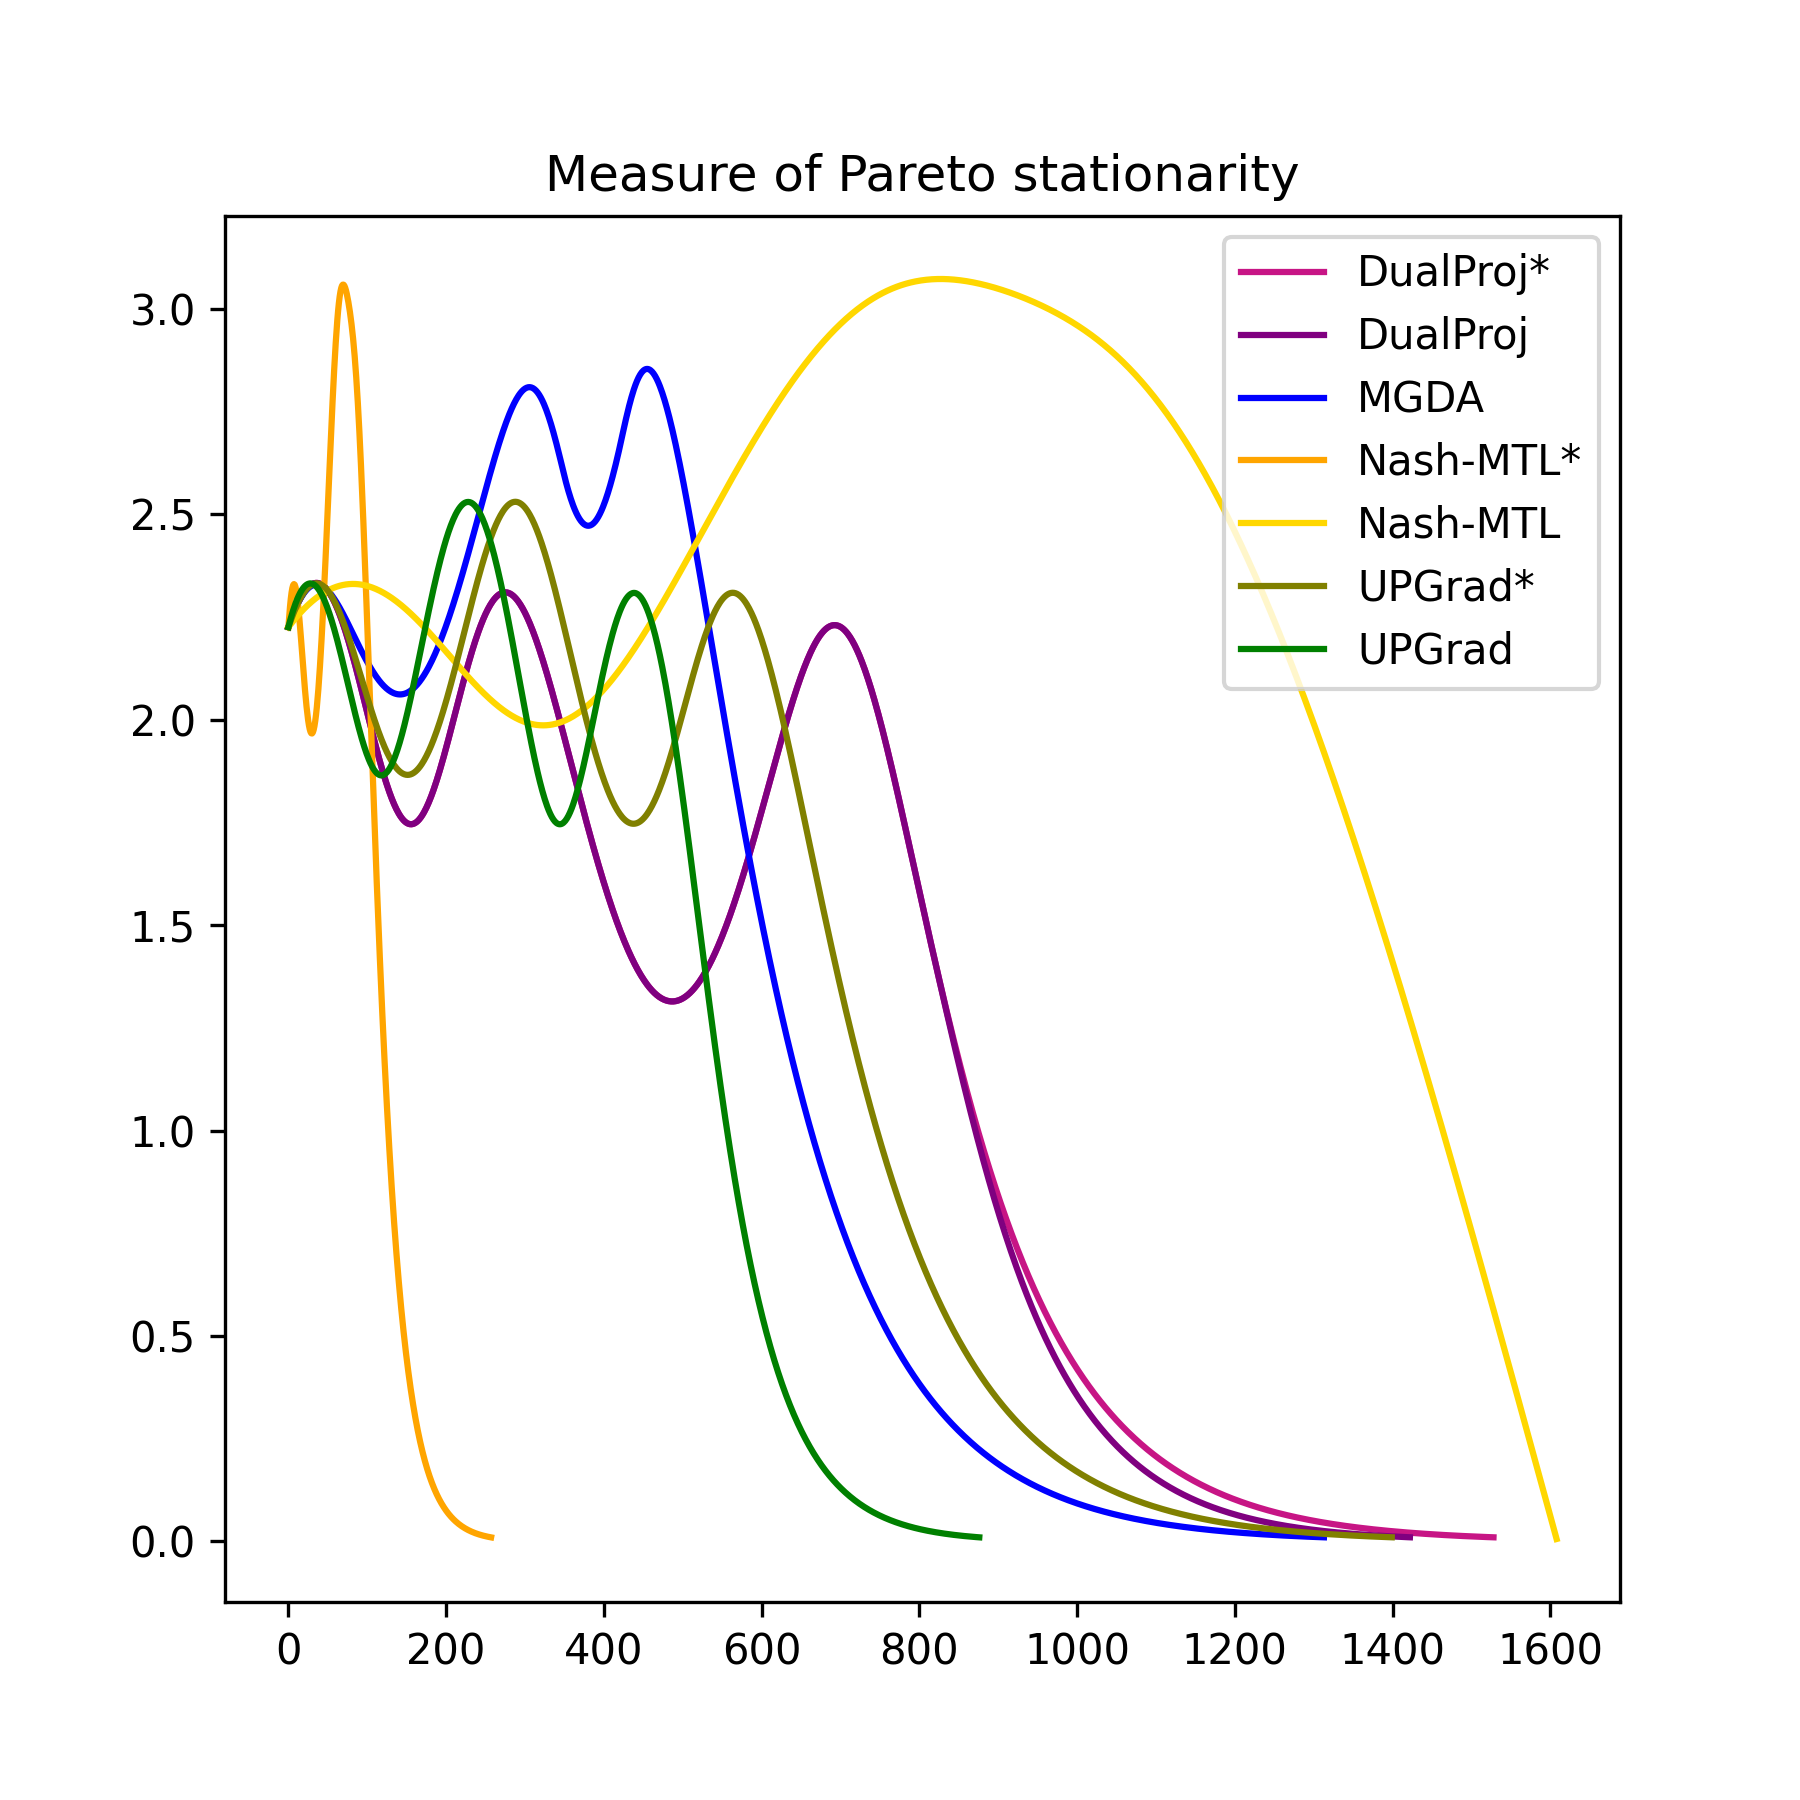 Measure of Pareto stationarity
DualProj*
DualProj
MGDA
Nash-MTL*
Nash-MTL
UPGrad*
UPGrad
3.0
2.5
2.0
1.5
1.0
0.5
0.0
0 200 400 600 800 1000 1200 1400 1600